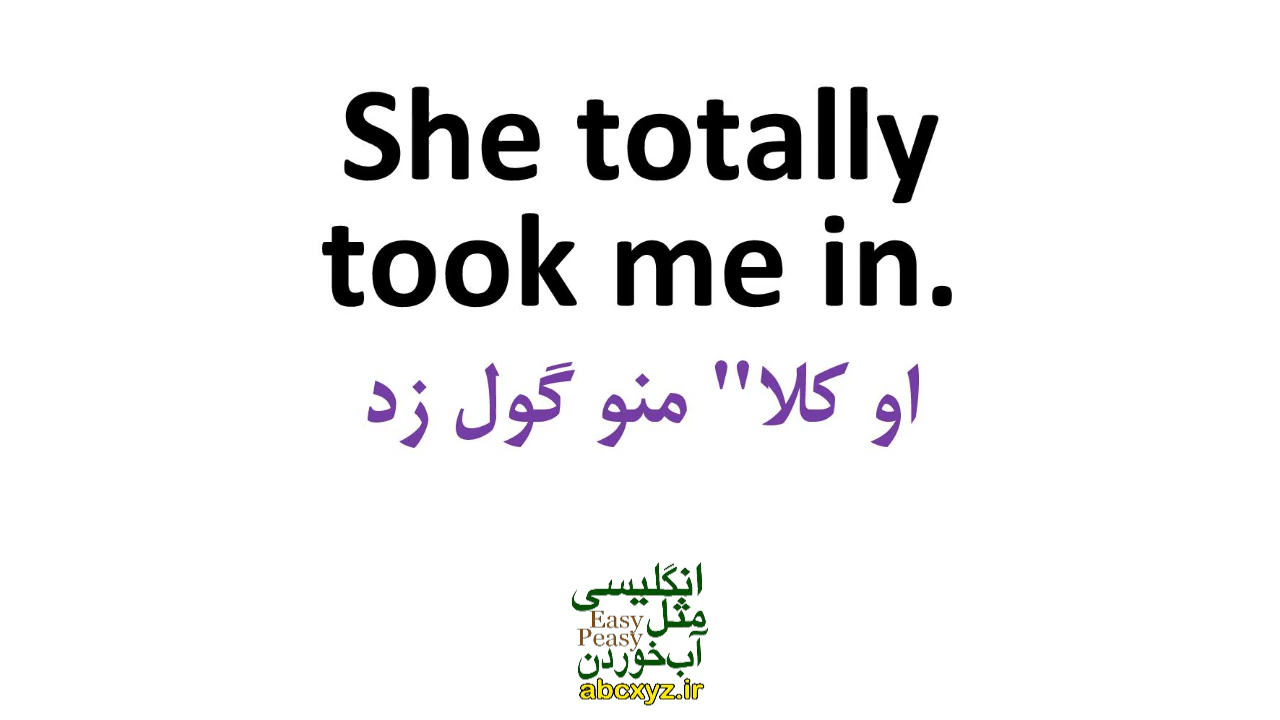 She totally
took me in.
او کلا" منو گول زد
انگلیسی
مثل
Easy
Peasy
آب‌خوردن
abcxyz.ir